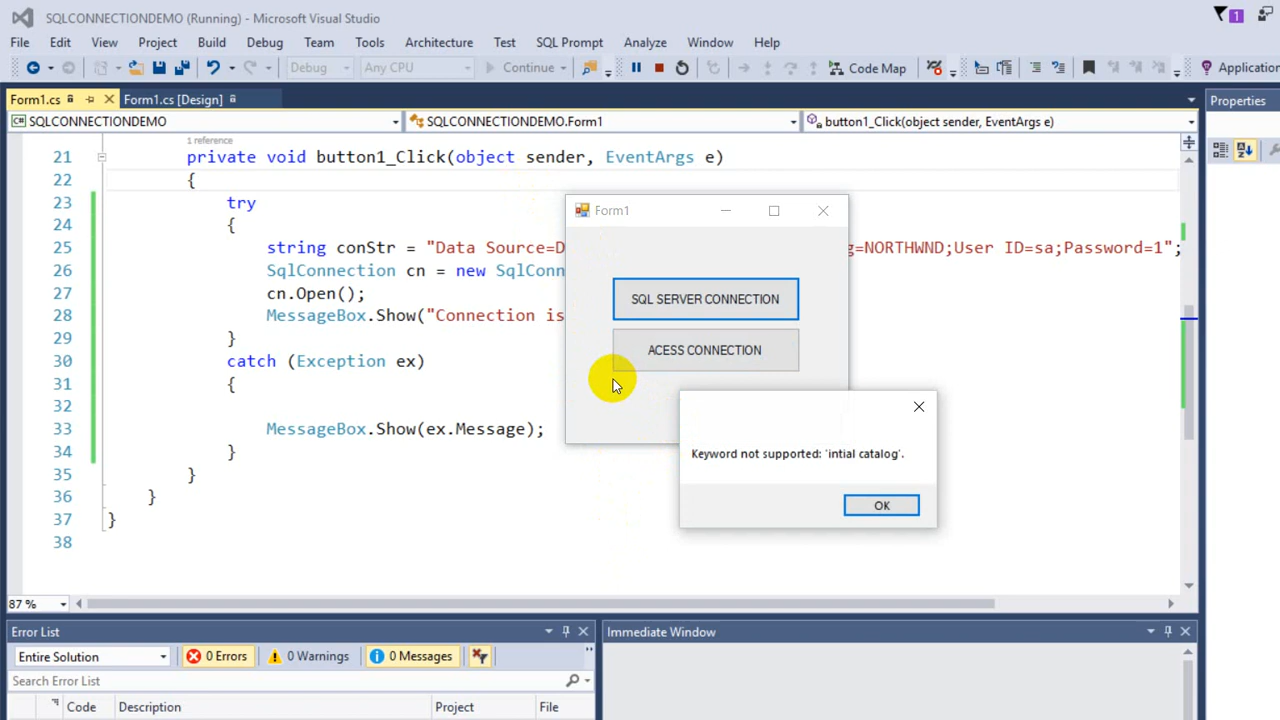 SQLCONNECTIONDEMO (Running) - Microsoft Visual Studio
1
File Edit View Project Build Debug Team Tools Architecture Test SQL Prompt Analyze Window Help
Debug Any CPU Continue Code Map Application
Form1.cs Form1.cs [Design] Properties
SQLCONNECTIONDEMO SQLCONNECTIONDEMO.Form1 button1_Click(object sender, EventArgs e)
1 reference
21 private void button1_Click(object sender, EventArgs e)
22 {
23 try
24 {
25 string conStr = "Data Source=D g=NORTHWND;User ID=sa;Password=1";
26 SqlConnection cn = new SqlConn
27 cn.Open();
28 MessageBox.Show("Connection is
29 }
30 catch (Exception ex)
31 {
32
33 MessageBox.Show(ex.Message);
34 }
35 }
36 }
37 }
38
Form1
SQL SERVER CONNECTION
ACESS CONNECTION
Keyword not supported: 'intial catalog'.
OK
87 %
Error List
Entire Solution 0 Errors 0 Warnings 0 Messages
Search Error List
Code Description Project File
Immediate Window